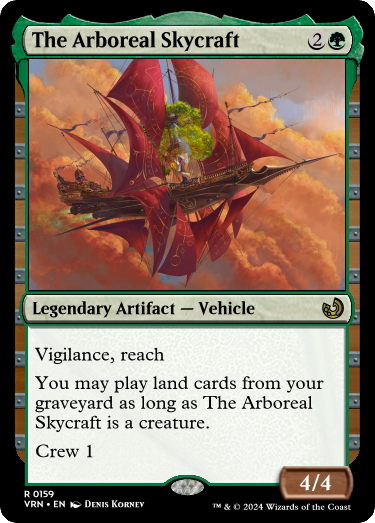 The Arboreal Skycraft 2
Legendary Artifact — Vehicle
Vigilance, reach
You may play land cards from your
graveyard as long as The Arboreal
Skycraft is a creature.
Crew 1
4/4
R 0159
VRN • EN DENIS KORNEV ™ & © 2024 Wizards of the Coast